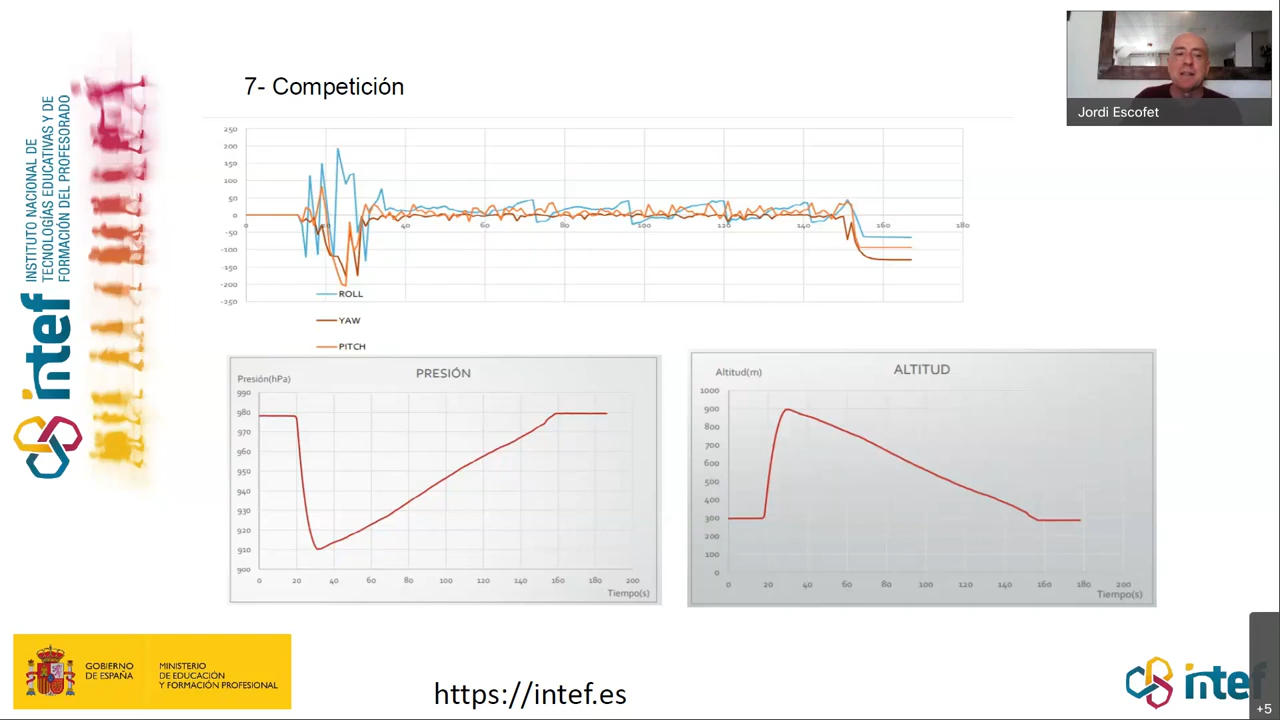 7- Competición
Jordi Escofet
INSTITUTO NACIONAL DE
TECNOLOGÍAS EDUCATIVAS Y DE
FORMACIÓN DEL PROFESORADO
intef
250
200
150
100
50
0
-50
-100
-150
-200
-250
0 20 40 60 80 100 120 140 160 180
ROLL
YAW
PITCH
PRESIÓN
Presión(hPa)
990
980
970
960
950
940
930
920
910
900
0 20 40 60 80 100 120 140 160 180 200
Tiempo(s)
ALTITUD
Altitud(m)
1000
900
800
700
600
500
400
300
200
100
0
0 20 40 60 80 100 120 140 160 180 200
Tiempo(s)
GOBIERNO
DE ESPAÑA
MINISTERIO
DE EDUCACIÓN
Y FORMACIÓN PROFESIONAL
https://intef.es
intef
+5